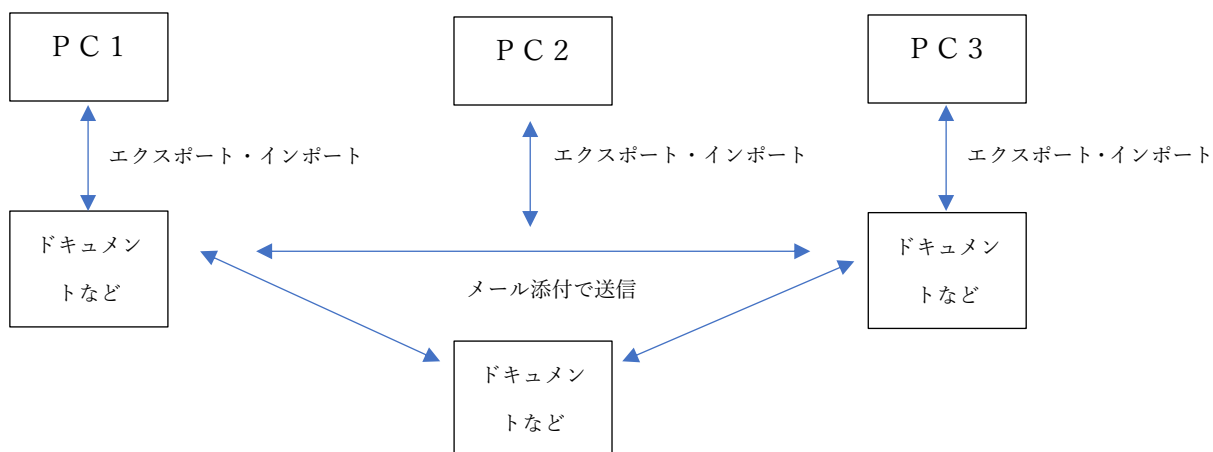 ＰＣ１
ＰＣ２
ＰＣ３
エクスポート・インポート
エクスポート・インポート
エクスポート・インポート
ドキュメン
トなど
ドキュメン
トなど
メール添付で送信
ドキュメン
トなど